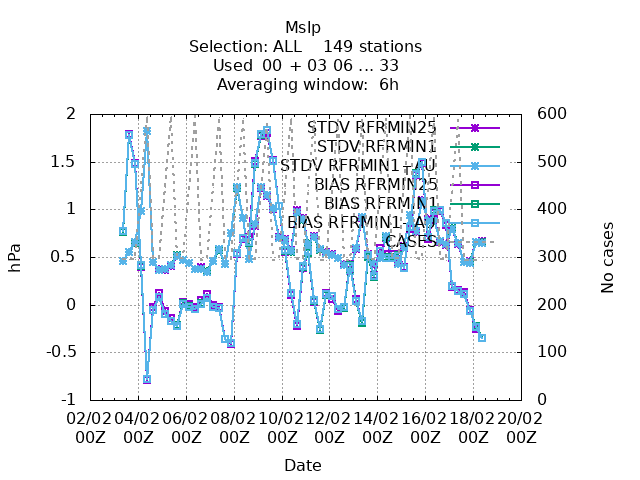 Mslp
Selection: ALL 149 stations
Used 00 + 03 06 ... 33
Averaging window: 6h
2 600
STDV RFRMIN25
STDV RFRMIN1
1.5 500
STDV RFRMIN1+AU
BIAS RFRMIN25
1 400
BIAS RFRMIN1
BIAS RFRMIN1+AU
CASES
0.5 300
hPa No cases
0 200
-0.5 100
-1 0
02/02 04/02 06/02 08/02 10/02 12/02 14/02 16/02 18/02 20/02
00Z 00Z 00Z 00Z 00Z 00Z 00Z 00Z 00Z 00Z
Date